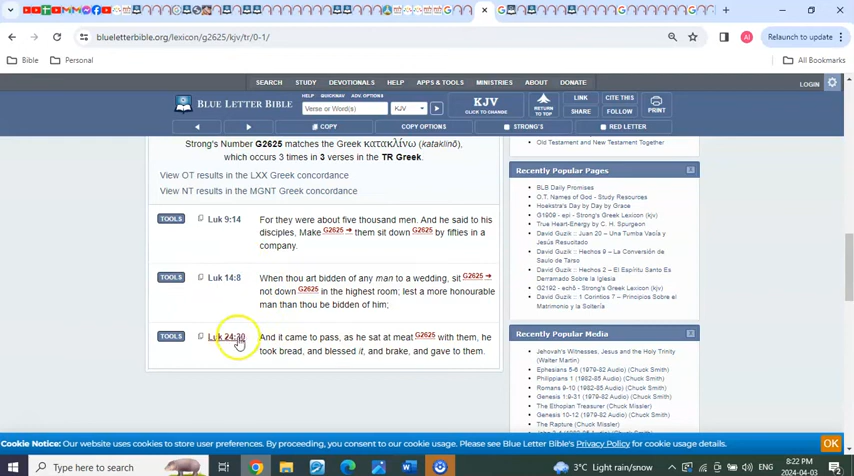 blueletterbible.org/lexicon/g2625/kjv/tr/0-1/
AI
Relaunch to update
Bible
Personal
All Bookmarks
SEARCH STUDY DEVOTIONALS HELP APPS & TOOLS MINISTRIES ABOUT DONATE
LOGIN
BLUE LETTER BIBLE
HELP QUICKNAV ADV. OPTIONS
Verse or Word(s)
KJV
KJV
CLICK TO CHANGE
RETURN
TO TOP
LINK
SHARE
CITE THIS
FOLLOW
PRINT
COPY
COPY OPTIONS
STRONG'S
RED LETTER
Strong's Number G2625 matches the Greek κατακλίνω (kataklinō),
which occurs 3 times in 3 verses in the TR Greek.
View OT results in the LXX Greek concordance
View NT results in the MGNT Greek concordance
TOOLS
Luk 9:14
For they were about five thousand men. And he said to his
disciples, Make G2625 → them sit down G2625 by fifties in a
company.
TOOLS
Luk 14:8
When thou art bidden of any man to a wedding, sit G2625 →
not down G2625 in the highest room; lest a more honourable
man than thou be bidden of him;
TOOLS
Luk 24:30
And it came to pass, as he sat at meat G2625 with them, he
took bread, and blessed it, and brake, and gave to them.
Old Testament and New Testament Together
Recently Popular Pages
BLB Daily Promises
O.T. Names of God - Study Resources
Hoekstra's Day by Day by Grace
G1909 - epi - Strong's Greek Lexicon (kjv)
True Heart-Energy by C. H. Spurgeon
David Guzik :: Juan 20 – Una Tumba Vacía y
Jesús Resucitado
David Guzik :: Hechos 9 – La Conversión de
Saulo de Tarso
David Guzik :: Hechos 2 – El Espíritu Santo Es
Derramado Sobre la Iglesia
G2192 - echō - Strong's Greek Lexicon (kjv)
David Guzik :: 1 Corintios 7 – Principios Sobre el
Matrimonio y la Soltería
Recently Popular Media
Jehovah's Witnesses, Jesus and the Holy Trinity
(Walter Martin)
Ephesians 5-6 (1979-82 Audio) (Chuck Smith)
Philippians 1 (1982-85 Audio) (Chuck Smith)
Romans 9-10 (1982-85 Audio) (Chuck Smith)
Genesis 1:9-31 (1979-82 Audio) (Chuck Smith)
The Ethiopian Treasurer (Chuck Missler)
Genesis 10-12 (1979-82 Audio) (Chuck Smith)
The Rapture (Chuck Missler)
Cookie Notice: Our website uses cookies to store user preferences. By proceeding, you consent to our cookie usage. Please see Blue Letter Bible's Privacy Policy for cookie usage details.
OK
Type here to search
3°C Light rain/snow
ENG
8:22 PM
2024-04-03